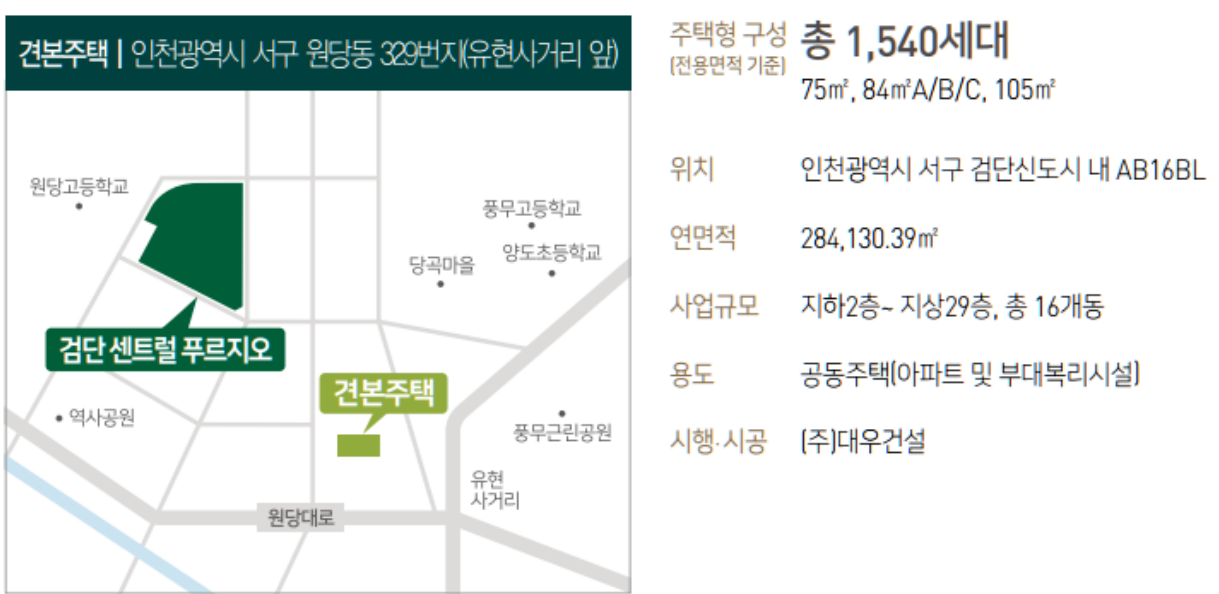 견본주택 | 인천광역시 서구 원당동 329번지(유현사거리 앞)
원당고등학교
풍무고등학교
양도초등학교
당곡마을
검단 센트럴 푸르지오
견본주택
역사공원
풍무근린공원
유현
사거리
원당대로
주택형 구성 총 1,540세대
(전용면적 기준)
75㎡, 84㎡A/B/C, 105㎡
위치 인천광역시 서구 검단신도시 내 AB16BL
연면적 284,130.39㎡
사업규모 지하2층~ 지상29층, 총 16개동
용도 공동주택(아파트 및 부대복리시설)
시행·시공 (주)대우건설